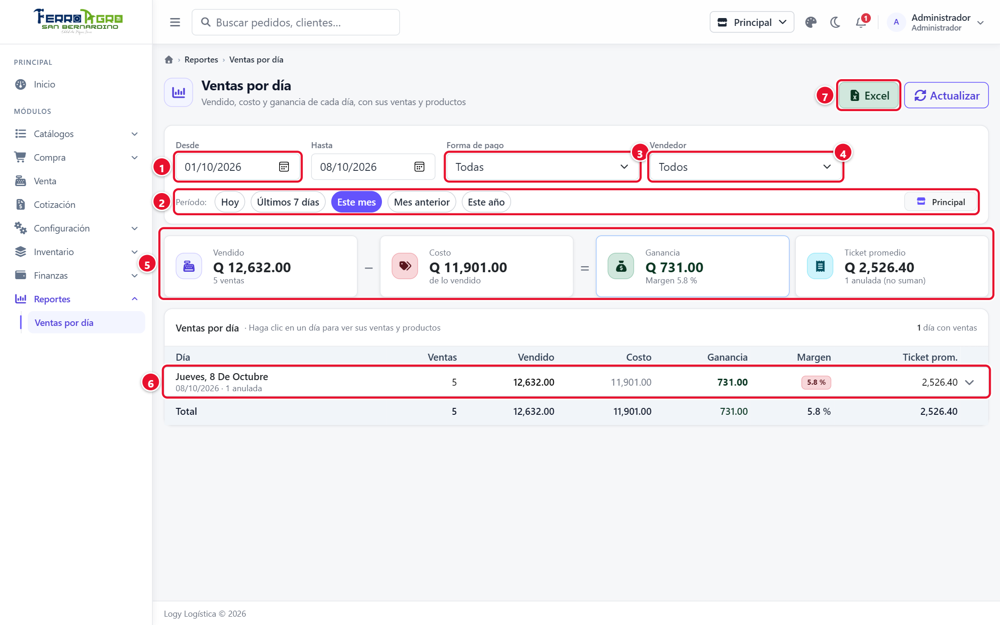 FERRO AGRO
SAN BERNARDINO
Buscar pedidos, clientes...
Principal
1
A
Administrador
Administrador
PRINCIPAL
Inicio
MÓDULOS
Catálogos
Compra
Venta
Cotización
Configuración
Inventario
Finanzas
Reportes
Ventas por día
Reportes › Ventas por día
Ventas por día
Vendido, costo y ganancia de cada día, con sus ventas y productos
7
Excel
Actualizar
Desde
Hasta
Forma de pago
Vendedor
1
01/10/2026
08/10/2026
Todas
3
Todos
4
2
Período:
Hoy
Últimos 7 días
Este mes
Mes anterior
Este año
Principal
5
Vendido
Q 12,632.00
5 ventas
–
Costo
Q 11,901.00
de lo vendido
=
Ganancia
Q 731.00
Margen 5.8 %
Ticket promedio
Q 2,526.40
1 anulada (no suman)
Ventas por día · Haga clic en un día para ver sus ventas y productos
1 día con ventas
Día Ventas Vendido Costo Ganancia Margen Ticket prom.
6
Jueves, 8 De Octubre
08/10/2026 · 1 anulada
5 12,632.00 11,901.00 731.00 5.8 % 2,526.40
Total 5 12,632.00 11,901.00 731.00 5.8 % 2,526.40
Logy Logística © 2026